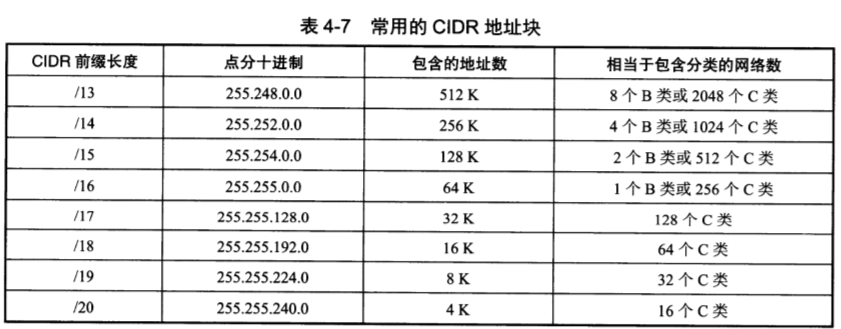 表 4-7 常用的 CIDR 地址块
CIDR 前缀长度 点分十进制 包含的地址数 相当于包含分类的网络数
/13 255.248.0.0 512 K 8 个 B 类或 2048 个 C 类
/14 255.252.0.0 256 K 4 个 B 类或 1024 个 C 类
/15 255.254.0.0 128 K 2 个 B 类或 512 个 C 类
/16 255.255.0.0 64 K 1 个 B 类或 256 个 C 类
/17 255.255.128.0 32 K 128 个 C 类
/18 255.255.192.0 16 K 64 个 C 类
/19 255.255.224.0 8 K 32 个 C 类
/20 255.255.240.0 4 K 16 个 C 类